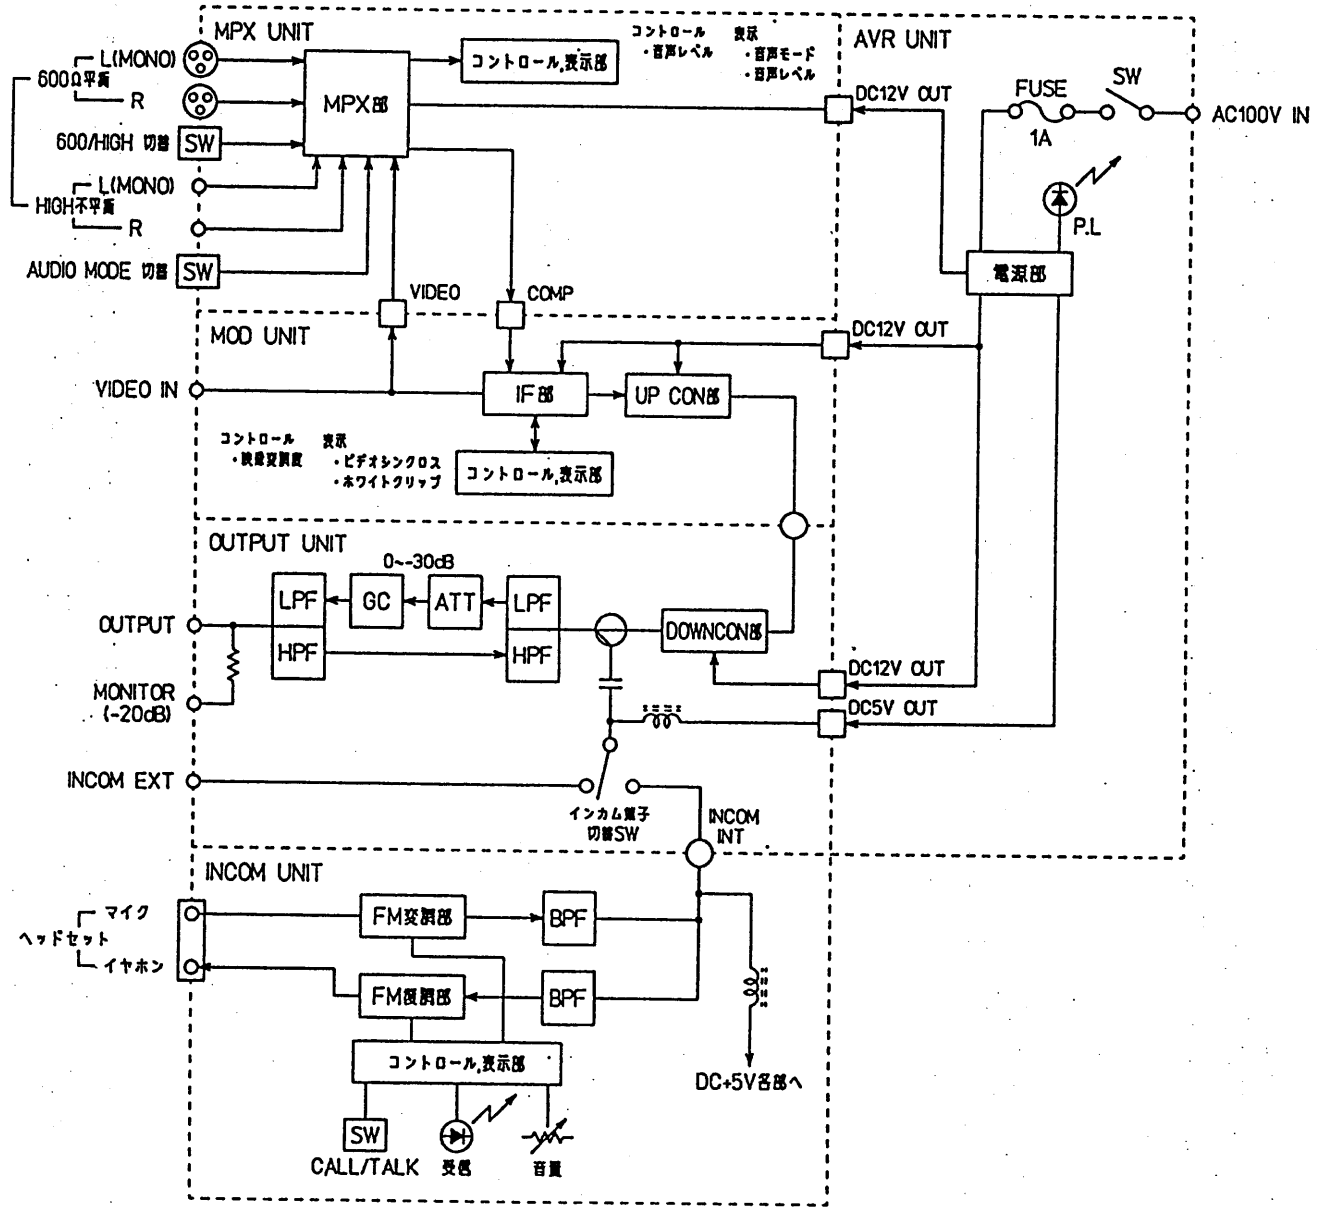 MPX UNIT
コントロール 表示
・音声レベル ・音声モード
・音声レベル
AVR UNIT
L(MONO)
600Ω平衡
R
MPX部
コントロール,表示部
DC12V OUT
FUSE
1A
SW
AC100V IN
600/HIGH 切替
SW
P.L
L(MONO)
HIGH不平衡
R
AUDIO MODE 切替
SW
電源部
VIDEO
COMP
MOD UNIT
DC12V OUT
VIDEO IN
IF部
UP CON部
コントロール 表示
・映像変調度 ・ビデオシンクロス
・ホワイトクリップ
コントロール,表示部
OUTPUT UNIT
0~-30dB
LPF
GC
ATT
LPF
OUTPUT
HPF
HPF
DOWNCON部
DC12V OUT
MONITOR
(-20dB)
DC5V OUT
INCOM EXT
インカム端子
切替SW
INCOM
INT
INCOM UNIT
マイク
ヘッドセット
イヤホン
FM変調部
BPF
FM復調部
BPF
コントロール,表示部
DC+5V各部へ
SW
CALL/TALK
受信
音量